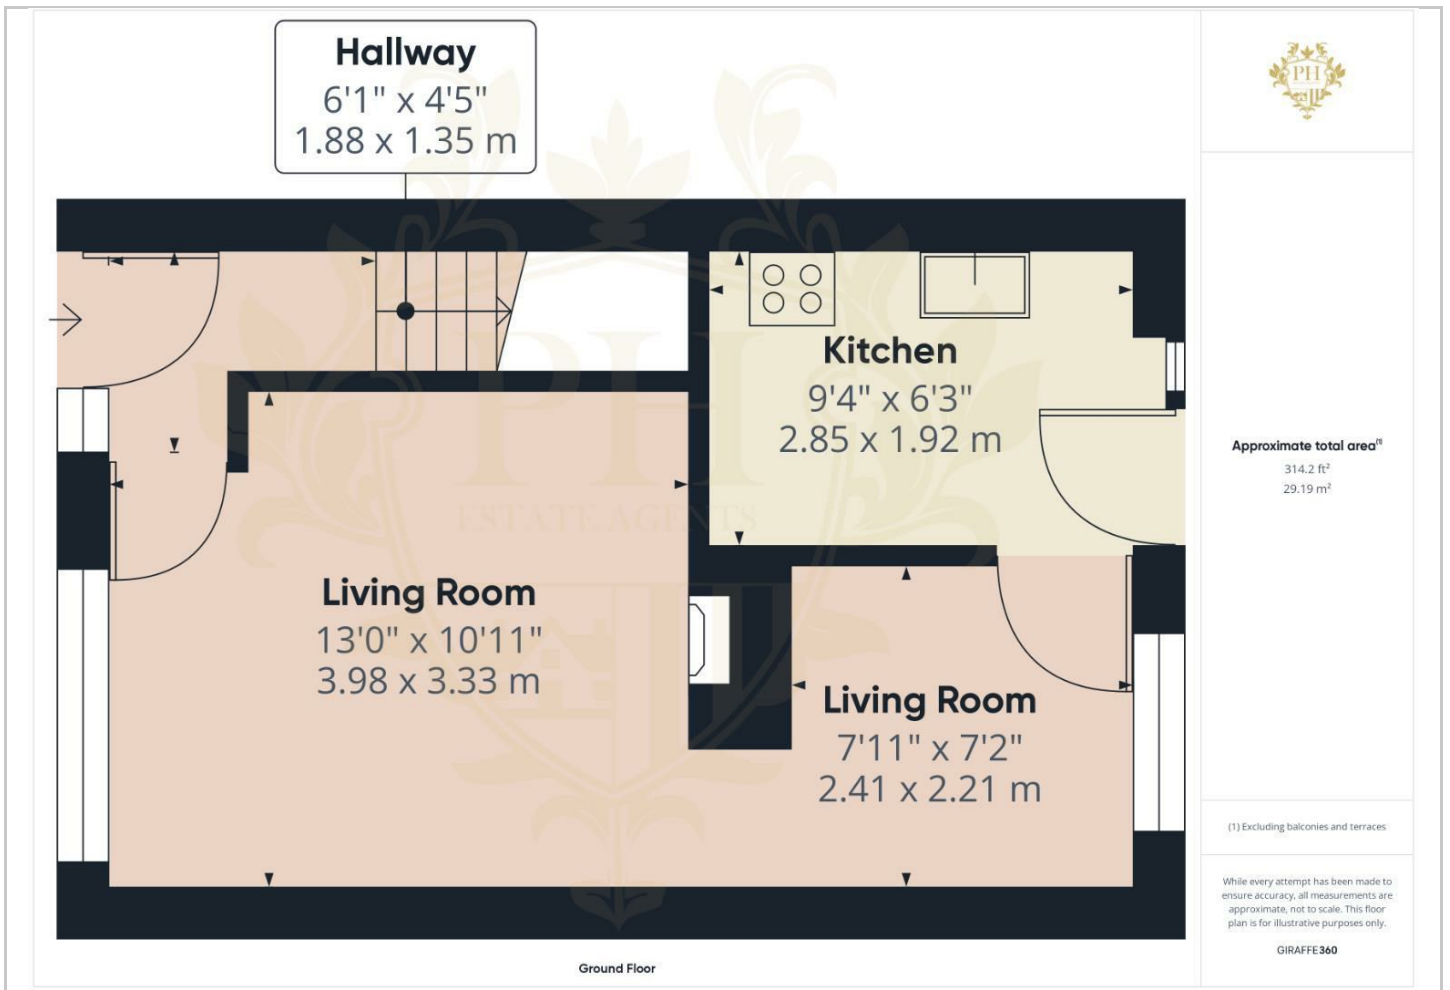 Hallway
6'1" x 4'5"
1.88 x 1.35 m
PH
Kitchen
9'4" x 6'3"
2.85 x 1.92 m
PH
ESTATE AGENTS
Living Room
13'0" x 10'11"
3.98 x 3.33 m
Living Room
7'11" x 7'2"
2.41 x 2.21 m
Ground Floor
Approximate total area(1)
314.2 ft²
29.19 m²
(1) Excluding balconies and terraces
While every attempt has been made to
ensure accuracy, all measurements are
approximate, not to scale. This floor
plan is for illustrative purposes only.
GIRAFFE360